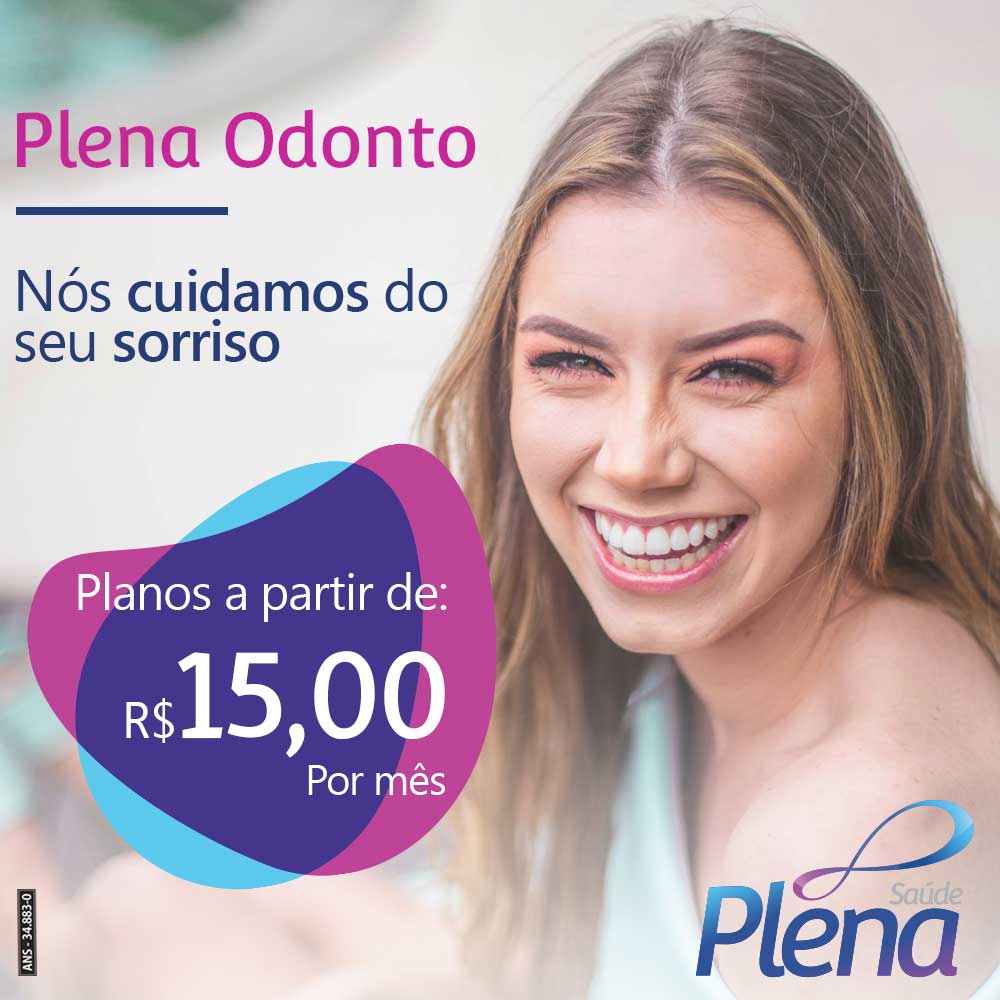 Plena Odonto
Nós cuidamos do
seu sorriso
Planos a partir de:
R$15,00
Por mês
ANS - 34.883-0
Saúde
Plena